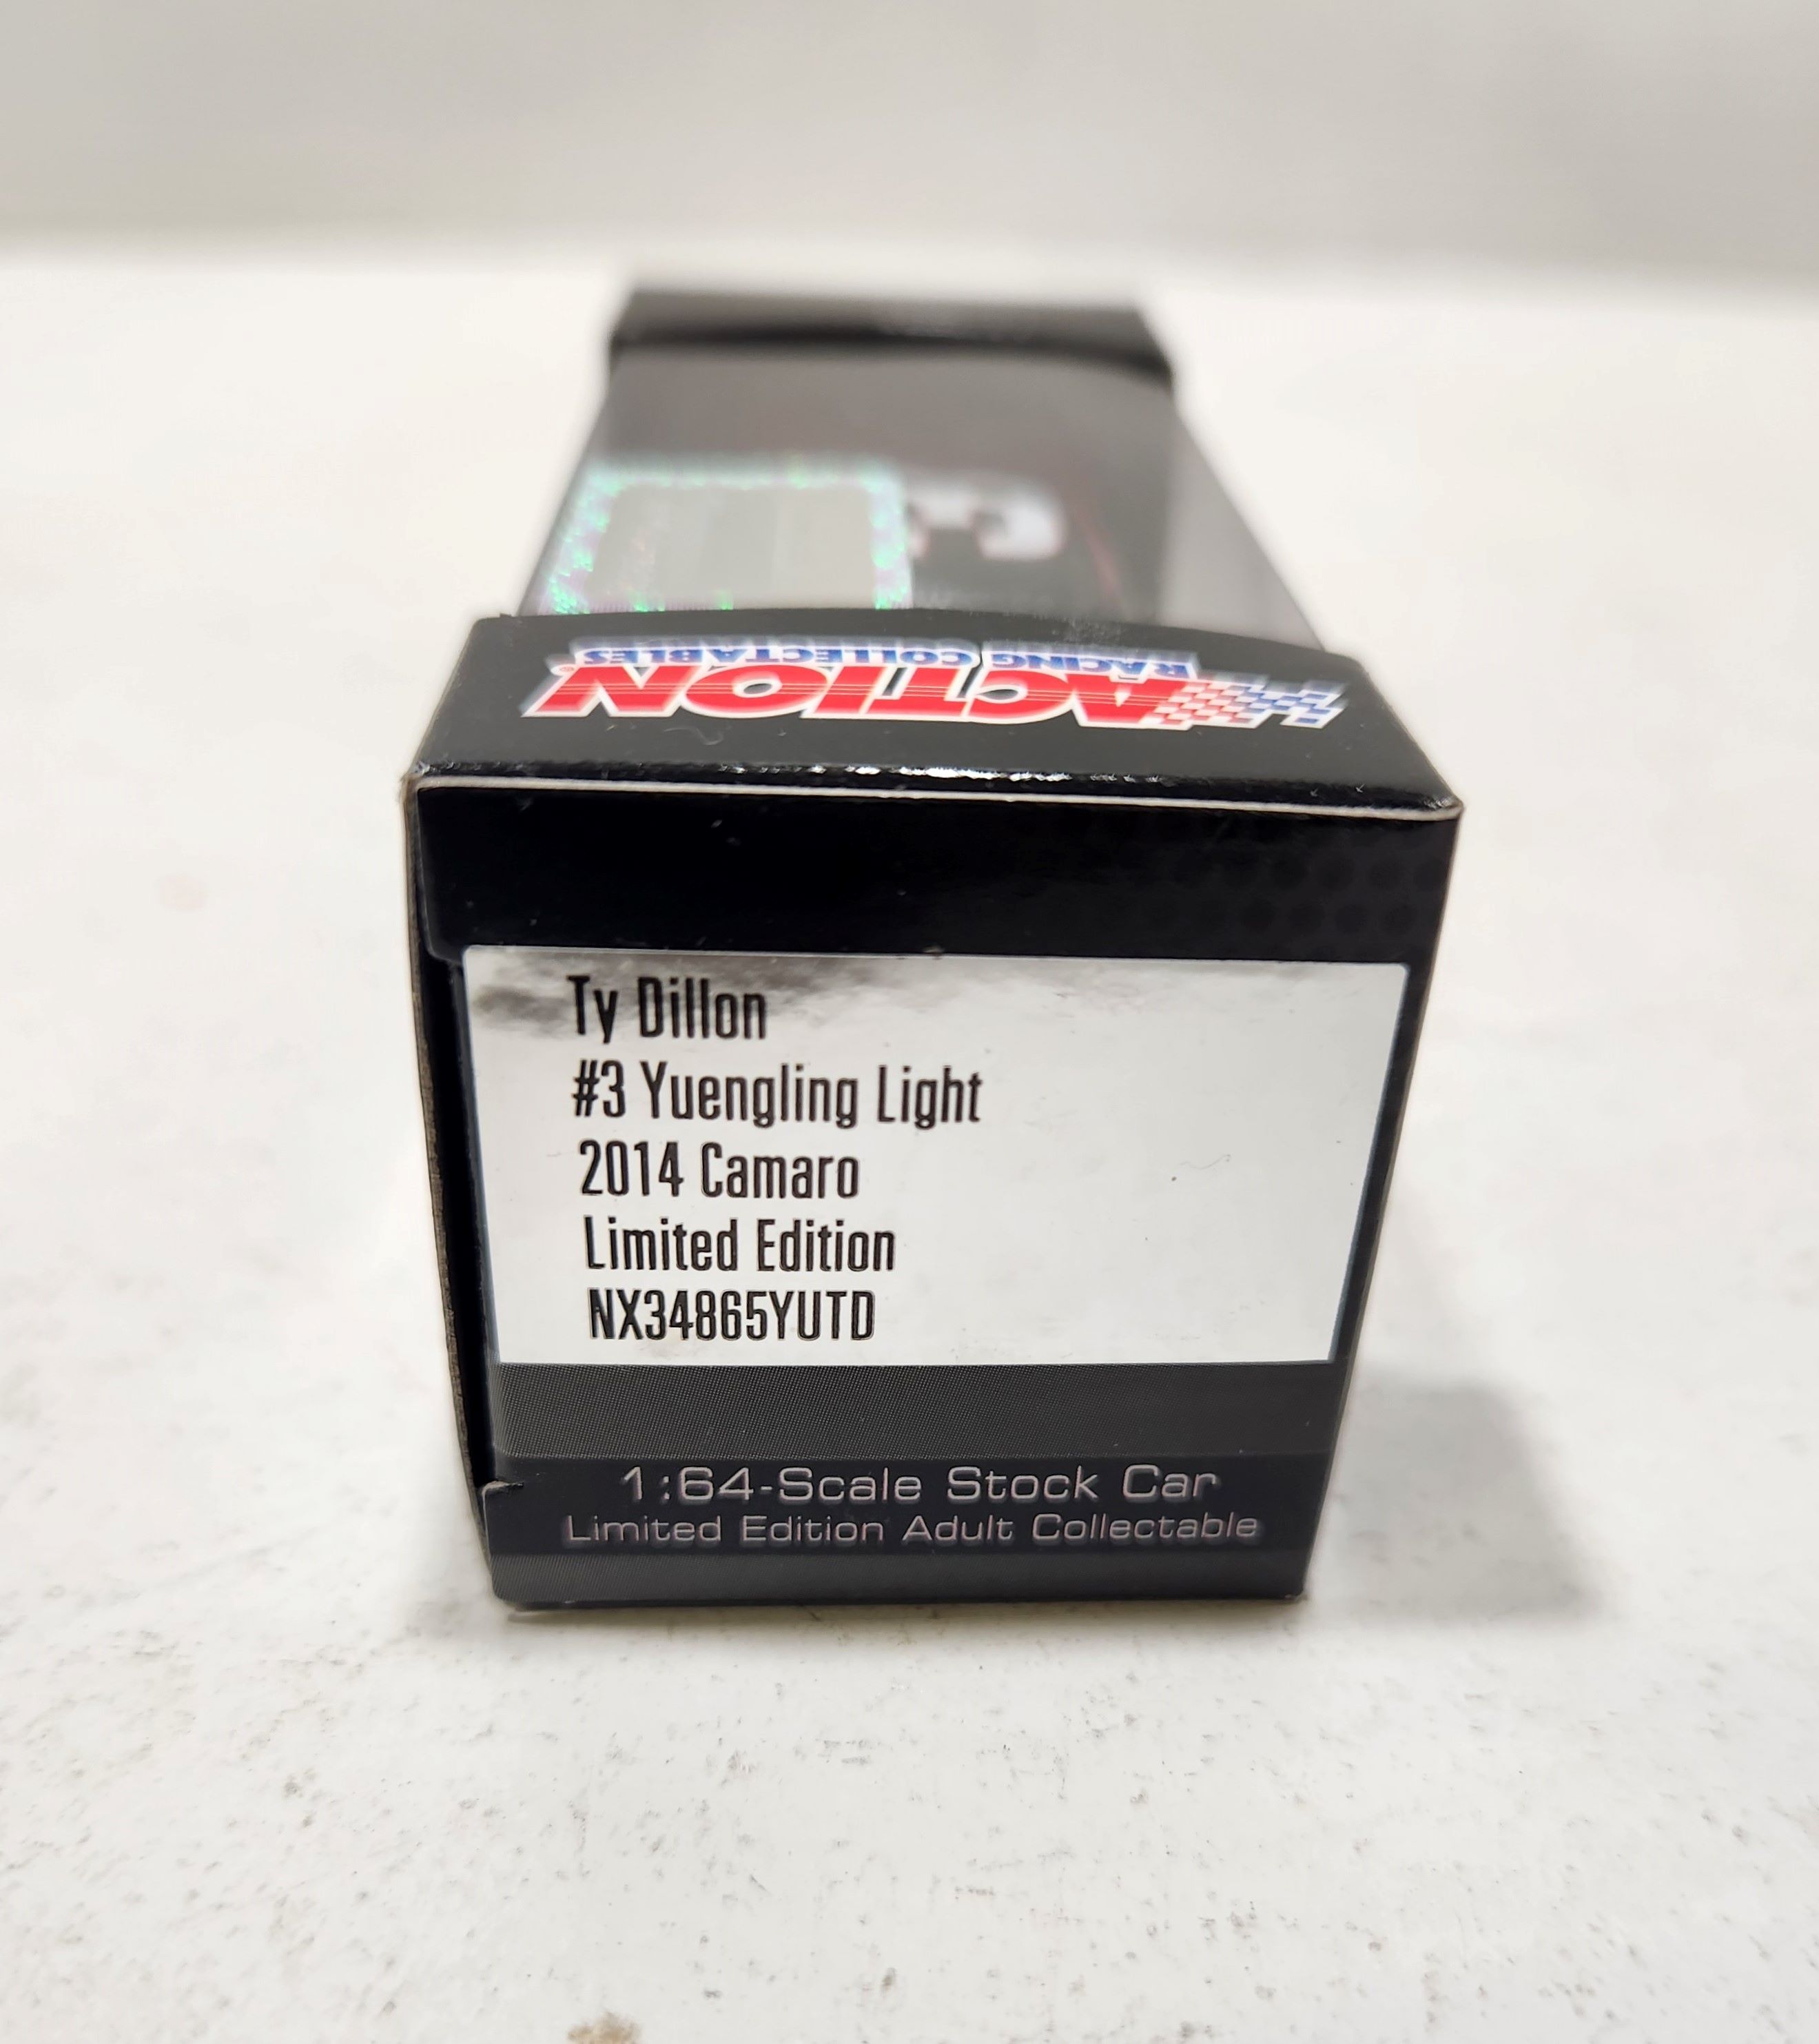 ACTION
RACING COLLECTABLES
3
Ty Dillon
#3 Yuengling Light
2014 Camaro
Limited Edition
NX34865YUTD
1:64-Scale Stock Car
Limited Edition Adult Collectable